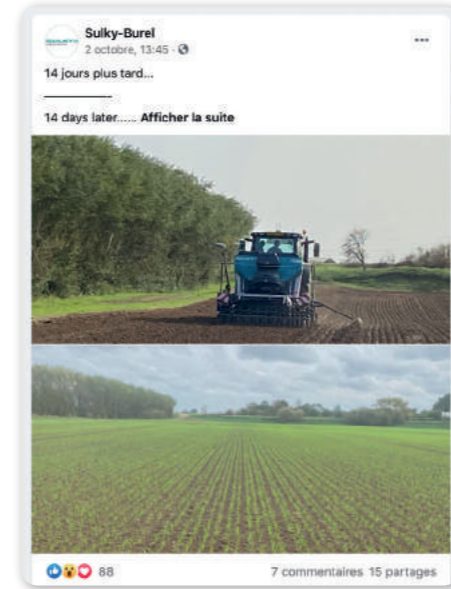 Sulky-Burel
2 octobre, 13:45
14 jours plus tard...
14 days later..... Afficher la suite
88
7 commentaires 15 partages